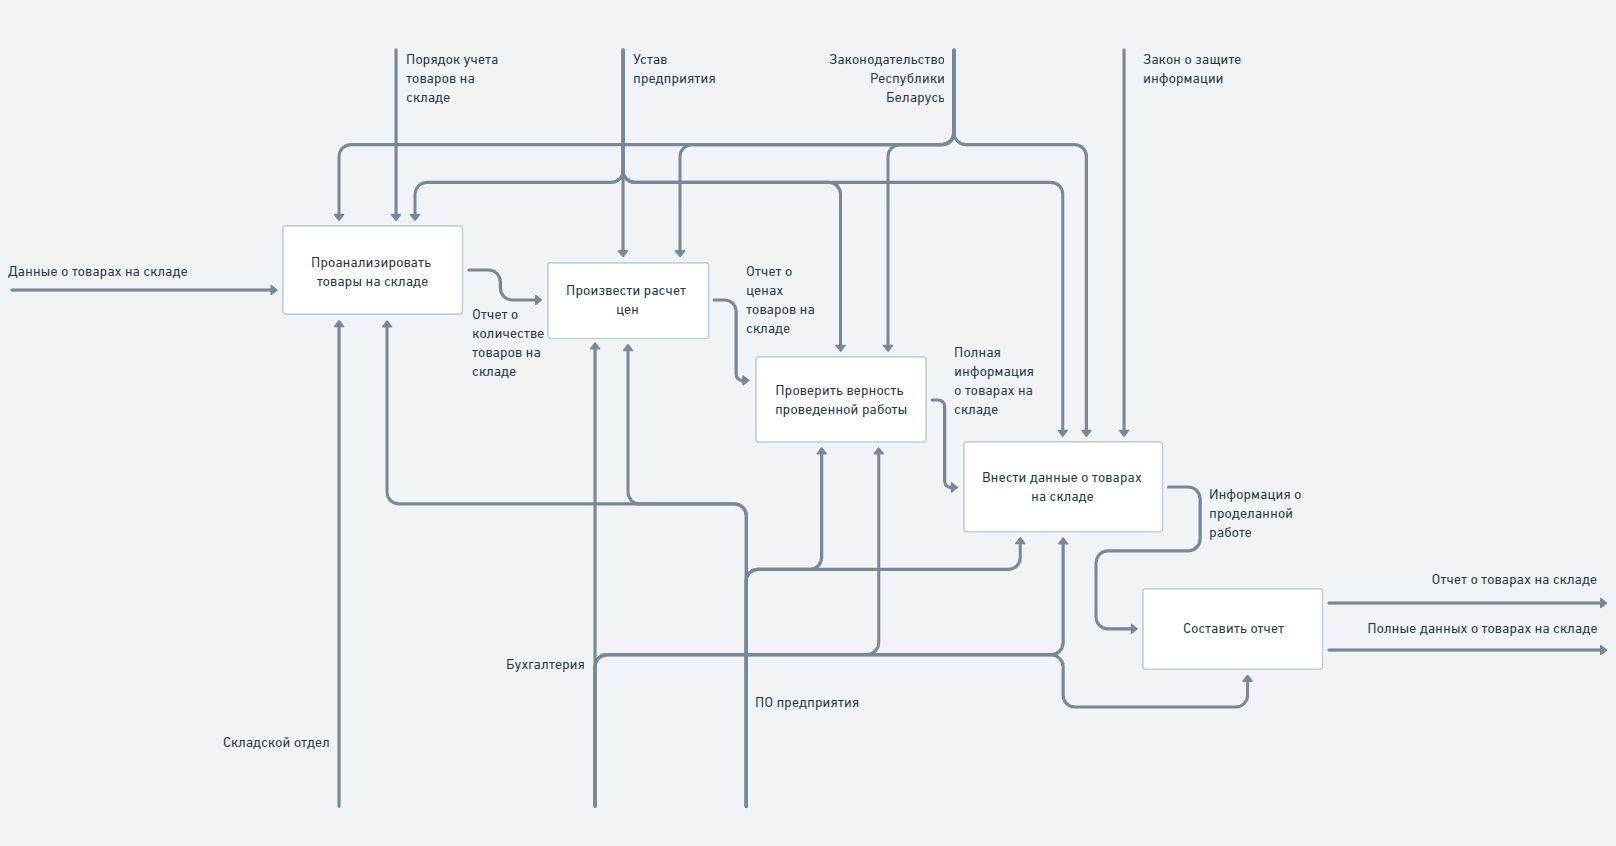 Порядок учета
товаров на
складе
Устав
предприятия
Законодательство
Республики
Беларусь
Закон о защите
информации
Данные о товарах на складе
Проанализировать
товары на складе
Отчет о
количестве
товаров на
складе
Произвести расчет
цен
Отчет о
ценах
товаров на
складе
Проверить верность
проведенной работы
Полная
информация
о товарах на
складе
Внести данные о товарах
на складе
Информация о
проделанной
работе
Составить отчет
Отчет о товарах на складе
Полные данных о товарах на складе
Бухгалтерия
ПО предприятия
Складской отдел